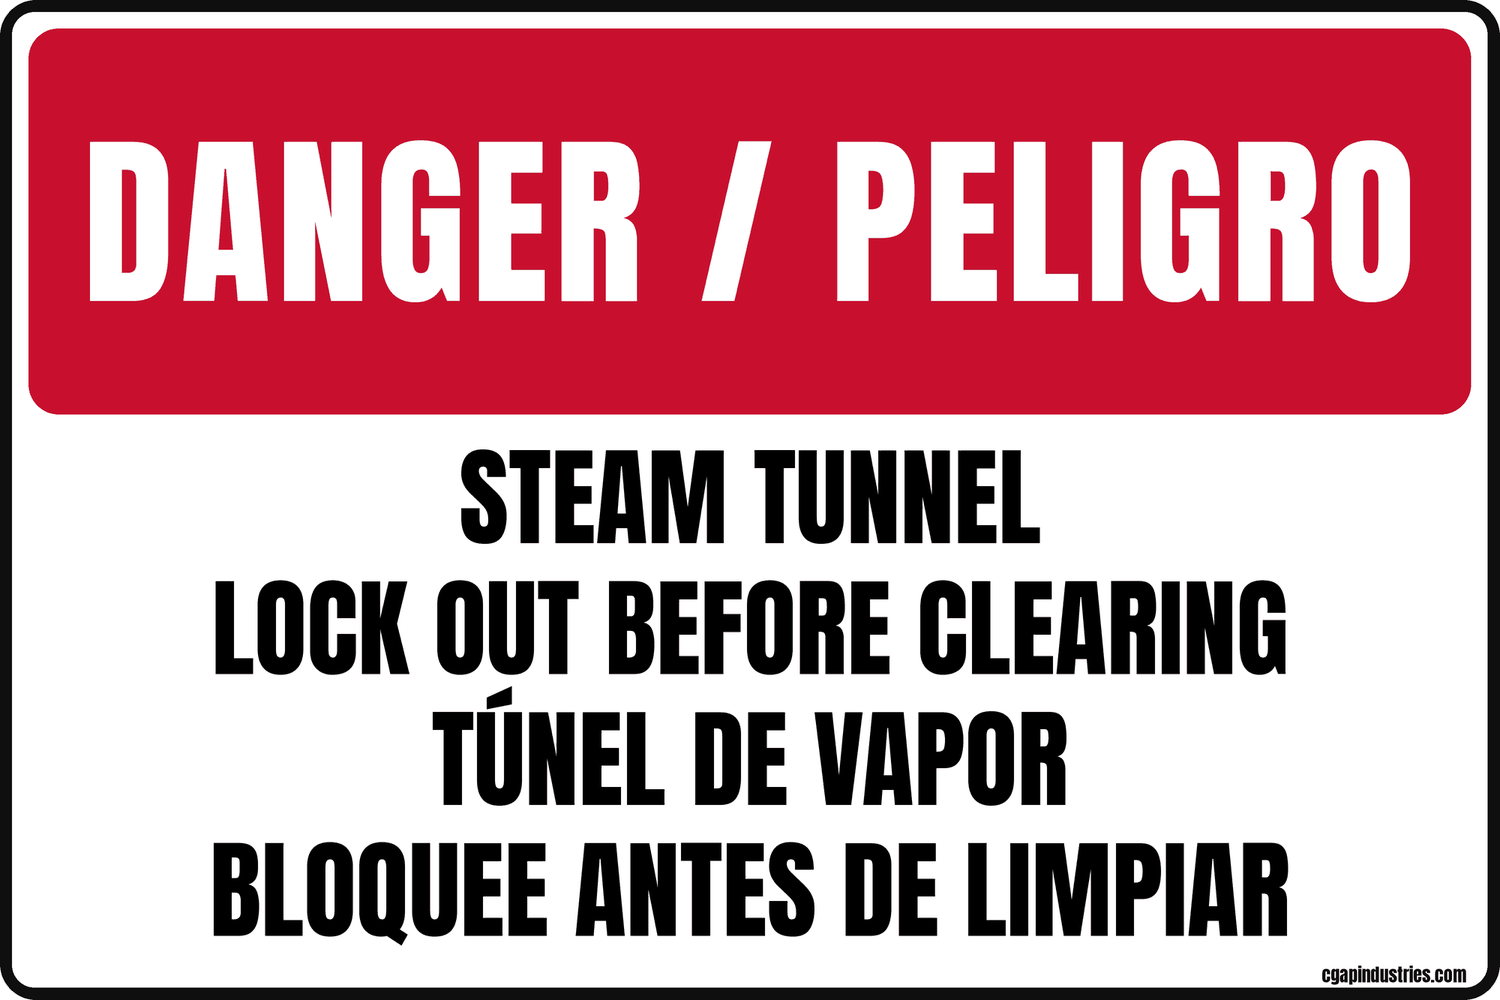 DANGER / PELIGRO
STEAM TUNNEL
LOCK OUT BEFORE CLEARING
TÚNEL DE VAPOR
BLOQUEE ANTES DE LIMPIAR
cgapindustries.com